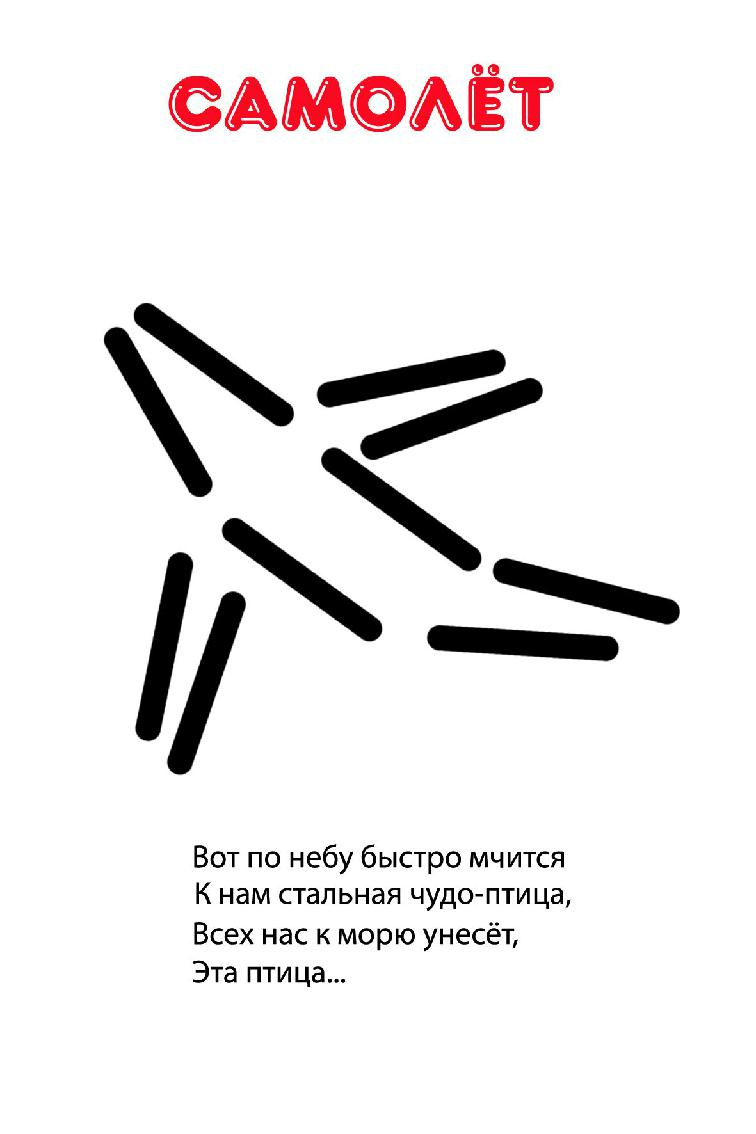 САМОЛЁТ
Вот по небу быстро мчится
К нам стальная чудо-птица,
Всех нас к морю унесёт,
Эта птица...